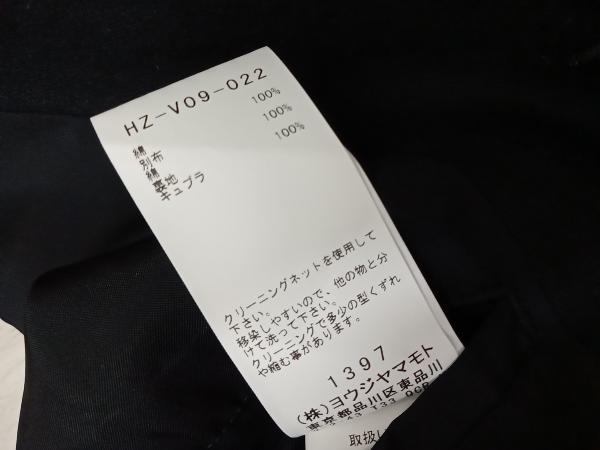 HZ-V09-022
綿 100%
別布
綿 100%
裏地
キュプラ 100%
クリーニングネットを使用して
下さい。
移染しやすいので、他の物と分
けて洗って下さい。
クリーニングで多少の型くずれ
や縮む事があります。
1397
(株)ヨウジヤマモト
東京都品川区東品川
取扱